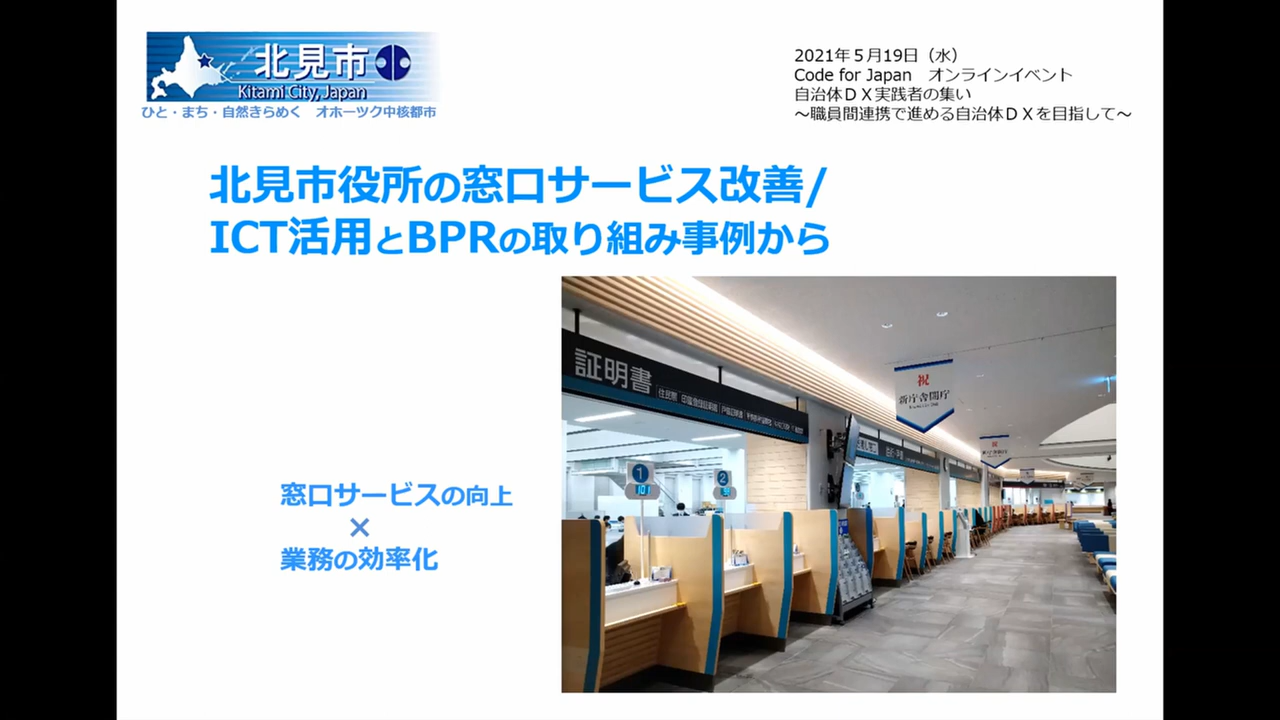 北見市
Kitami City, Japan
ひと・まち・自然きらめく　オホーツク中核都市
2021年５月19日（水）
Code for Japan　オンラインイベント
自治体ＤＸ実践者の集い
～職員間連携で進める自治体ＤＸを目指して～
北見市役所の窓口サービス改善/
ICT活用とBPRの取り組み事例から
窓口サービスの向上
×
業務の効率化
証明書
1
101
2
祝
新庁舎開庁